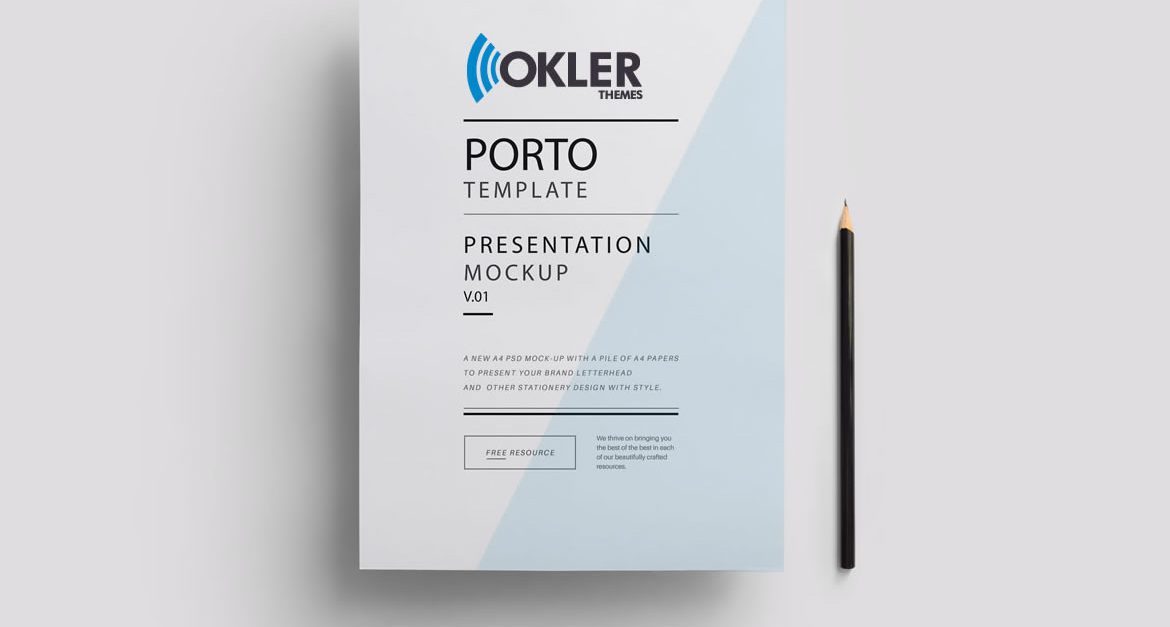 OKLER
THEMES
PORTO
TEMPLATE
PRESENTATION
MOCKUP
V.01
A NEW A4 PSD MOCK-UP WITH A PILE OF A4 PAPERS
TO PRESENT YOUR BRAND LETTERHEAD
AND OTHER STATIONERY DESIGN WITH STYLE.
FREE RESOURCE
We thrive on bringing you
the best of the best in each
of our beautifully crafted
resources.